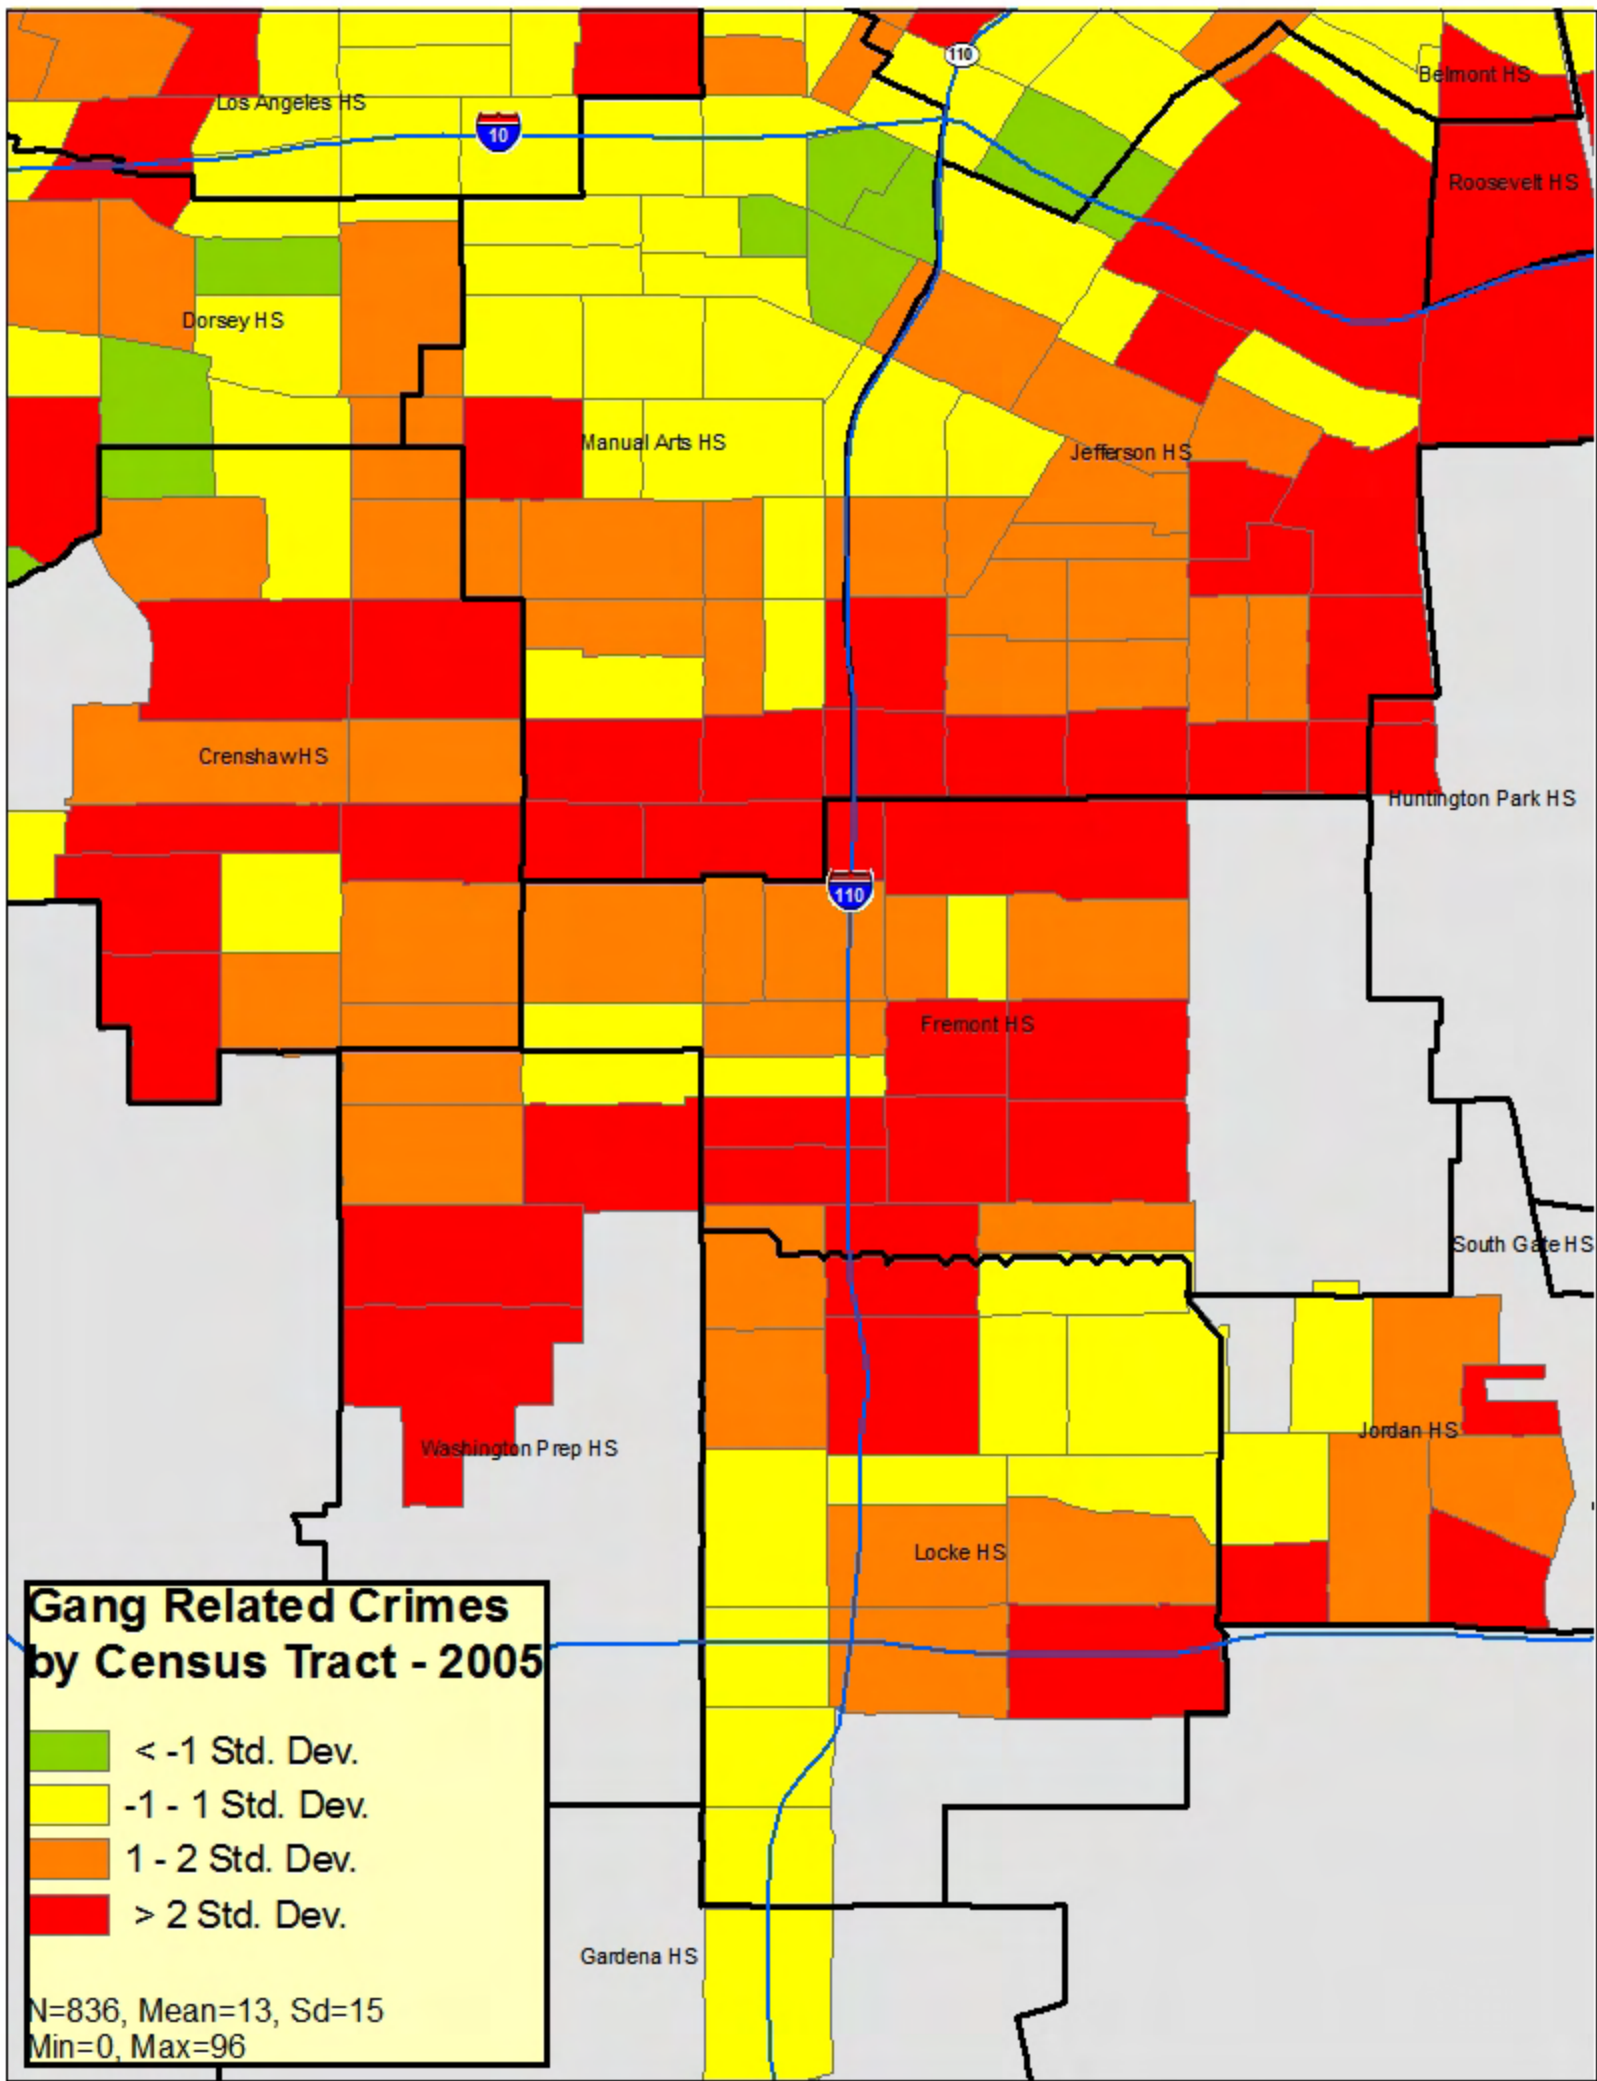 110
Belmont HS
Los Angeles HS
10
Roosevelt HS
Dorsey HS
Manual Arts HS
Jefferson HS
CrenshawHS
Huntington Park HS
110
Fremont HS
South Gate HS
Jordan HS
Washington Prep HS
Locke HS
Gang Related Crimes
by Census Tract - 2005
< -1 Std. Dev.
-1 - 1 Std. Dev.
1 - 2 Std. Dev.
> 2 Std. Dev.
Gardena HS
N=836, Mean=13, Sd=15
Min=0, Max=96